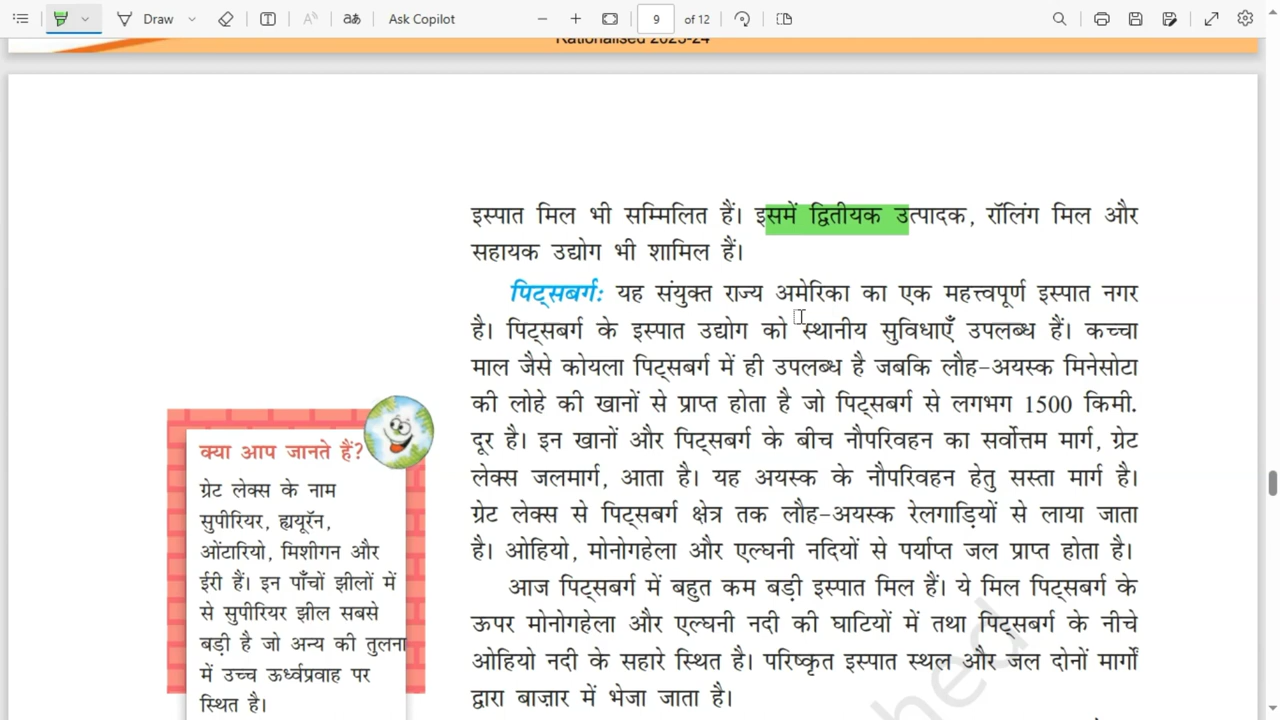 Draw
Ask Copilot
9 of 12
Rationalised 2023-24
इस्पात मिल भी सम्मिलित हैं। इसमें द्वितीयक उत्पादक, रॉलिंग मिल और
सहायक उद्योग भी शामिल हैं।
पिट्सबर्ग: यह संयुक्त राज्य अमेरिका का एक महत्त्वपूर्ण इस्पात नगर
है। पिट्सबर्ग के इस्पात उद्योग को स्थानीय सुविधाएँ उपलब्ध हैं। कच्चा
माल जैसे कोयला पिट्सबर्ग में ही उपलब्ध है जबकि लौह-अयस्क मिनेसोटा
की लोहे की खानों से प्राप्त होता है जो पिट्सबर्ग से लगभग 1500 किमी.
दूर है। इन खानों और पिट्सबर्ग के बीच नौपरिवहन का सर्वोत्तम मार्ग, ग्रेट
लेक्स जलमार्ग, आता है। यह अयस्क के नौपरिवहन हेतु सस्ता मार्ग है।
ग्रेट लेक्स से पिट्सबर्ग क्षेत्र तक लौह-अयस्क रेलगाड़ियों से लाया जाता
है। ओहियो, मोनोगहेला और एल्घनी नदियों से पर्याप्त जल प्राप्त होता है।
आज पिट्सबर्ग में बहुत कम बड़ी इस्पात मिल हैं। ये मिल पिट्सबर्ग के
ऊपर मोनोगहेला और एल्घनी नदी की घाटियों में तथा पिट्सबर्ग के नीचे
ओहियो नदी के सहारे स्थित है। परिष्कृत इस्पात स्थल और जल दोनों मार्गों
द्वारा बाज़ार में भेजा जाता है।
क्या आप जानते हैं?
ग्रेट लेक्स के नाम
सुपीरियर, ह्यूरॅन,
ओंटारियो, मिशीगन और
ईरी हैं। इन पाँचों झीलों में
से सुपीरियर झील सबसे
बड़ी है जो अन्य की तुलना
में उच्च ऊर्ध्वप्रवाह पर
स्थित है।